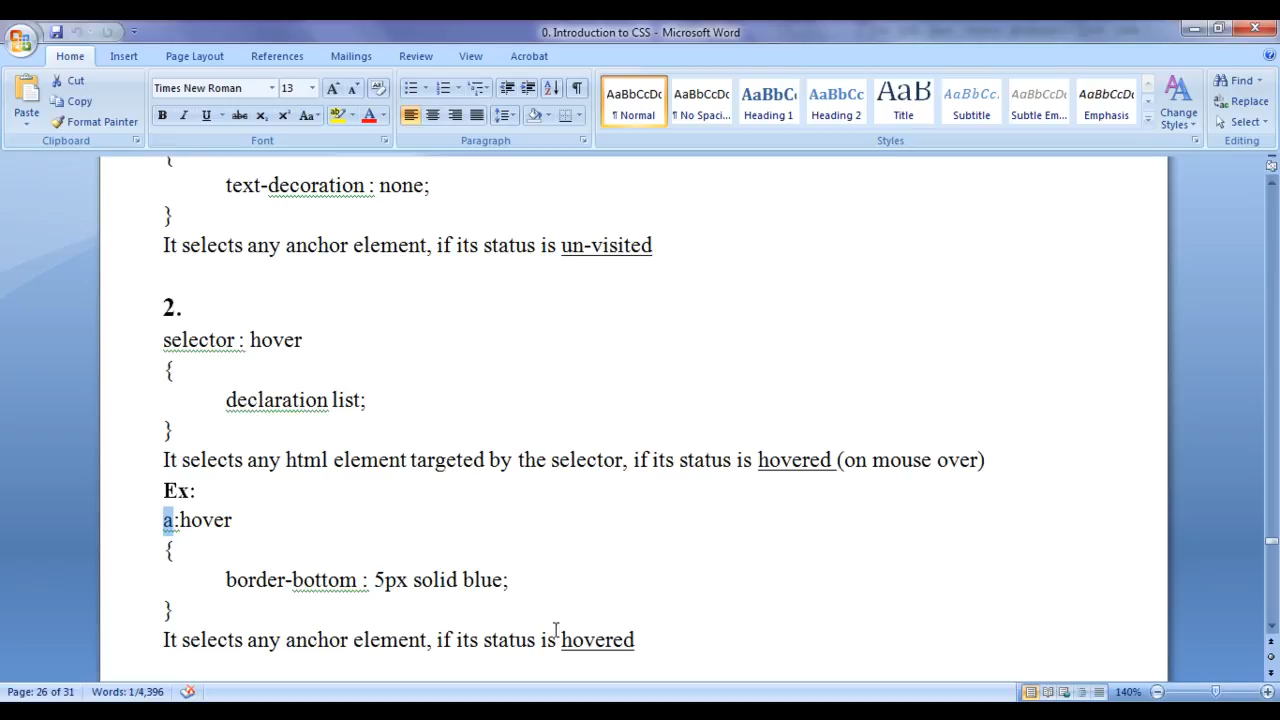 0. Introduction to CSS - Microsoft Word
Home Insert Page Layout References Mailings Review View Acrobat
Paste
Cut
Copy
Format Painter
Clipboard
Times New Roman 13
B I U abe X₂ X² Aa A
Font
Paragraph
AaBbCcDc AaBbCcDc AaBbC AaBbCc AaB AaBbCc. AaBbCcDc AaBbCcDc
¶ Normal ¶ No Spaci... Heading 1 Heading 2 Title Subtitle Subtle Em... Emphasis
Styles
Change Styles
Find
Replace
Select
Editing
{
text-decoration : none;
}
It selects any anchor element, if its status is un-visited
2.
selector : hover
{
declaration list;
}
It selects any html element targeted by the selector, if its status is hovered (on mouse over)
Ex:
a:hover
{
border-bottom : 5px solid blue;
}
It selects any anchor element, if its status is hovered
Page: 26 of 31 Words: 1/4,396 140%